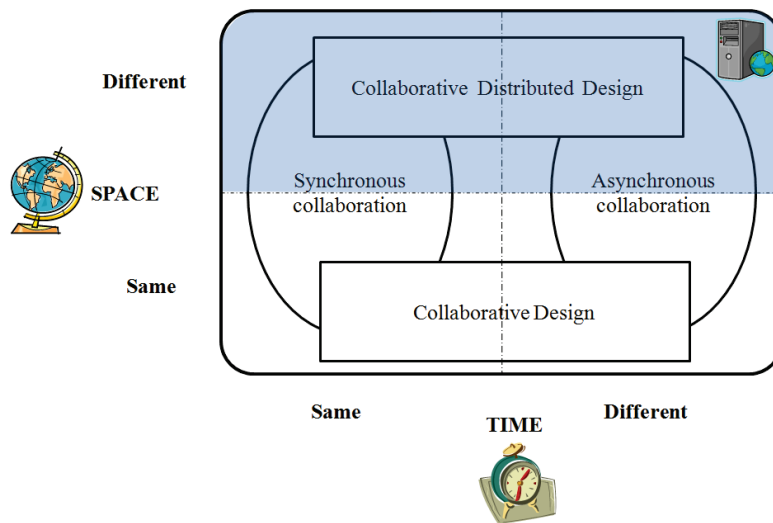 Different
Collaborative Distributed Design
SPACE
Synchronous
collaboration
Asynchronous
collaboration
Same
Collaborative Design
Same
TIME
Different